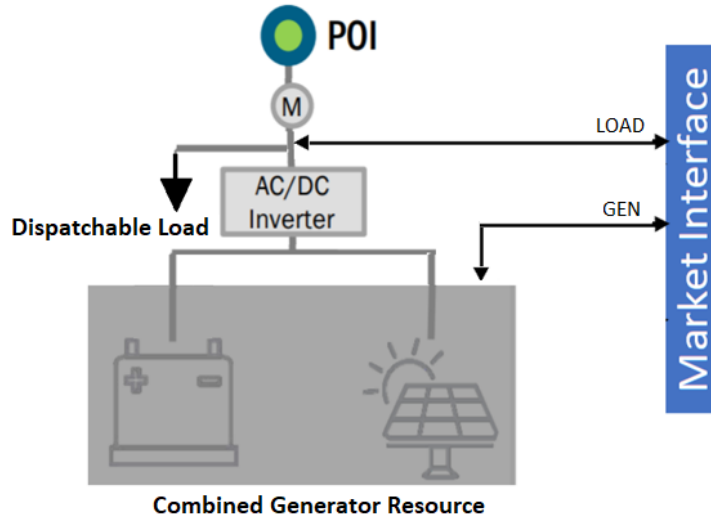 POI
M
LOAD
AC/DC
Inverter
Dispatchable Load
GEN
Market Interface
Combined Generator Resource